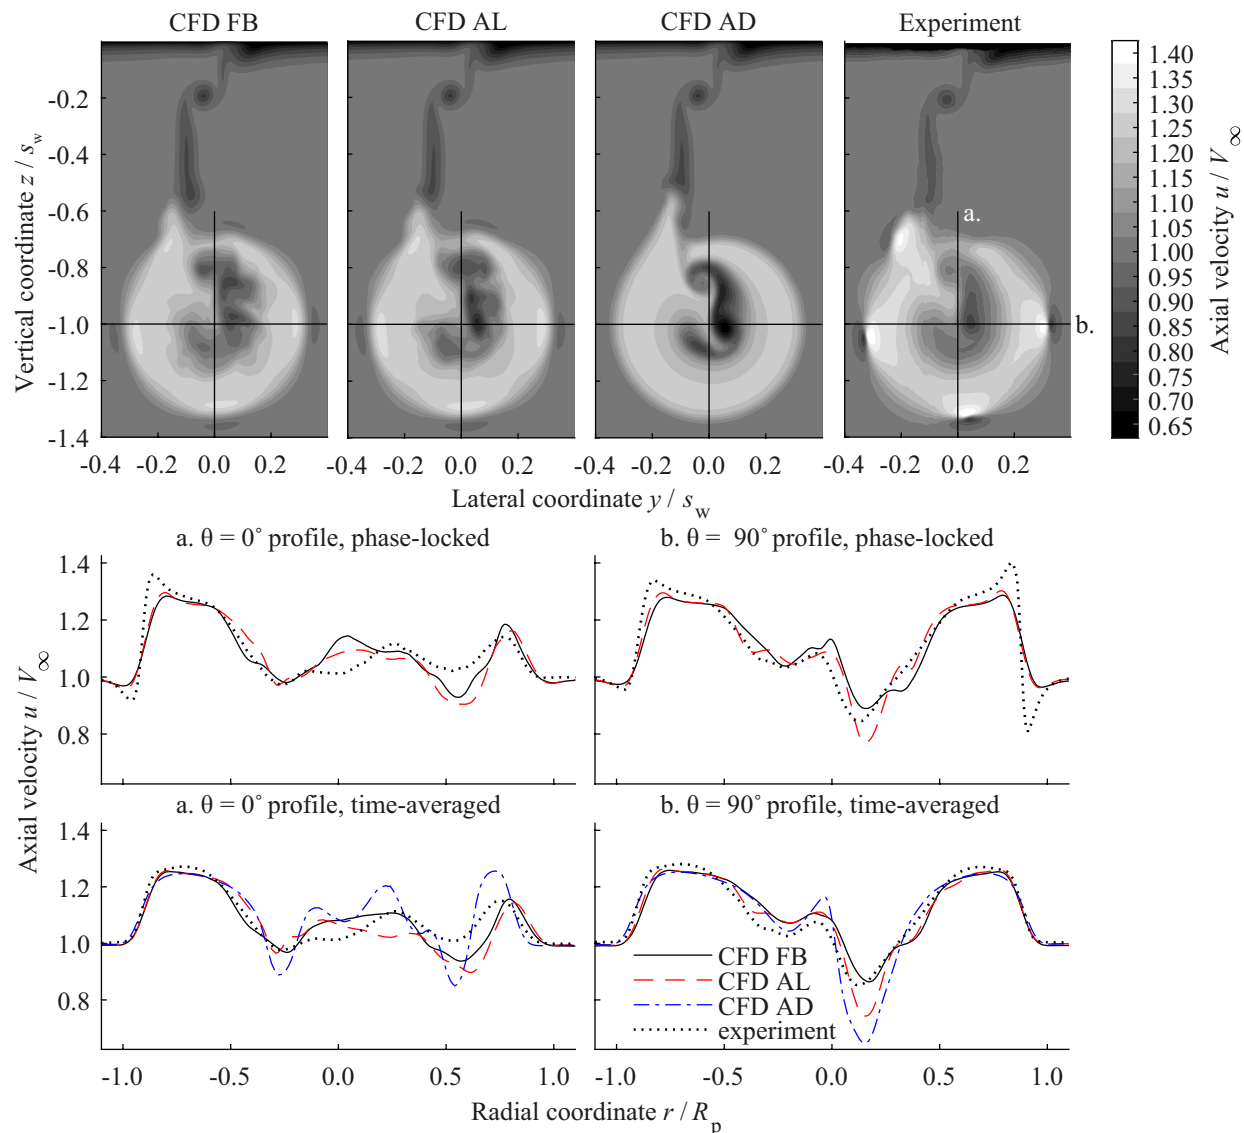 CFD FB CFD AL CFD AD Experiment
-0.2
-0.4
-0.6
-0.8
-1.0
-1.2
-1.4
Vertical coordinate z / s_w
a.
b.
1.40
1.35
1.30
1.25
1.20
1.15
1.10
1.05
1.00
0.95
0.90
0.85
0.80
0.75
0.70
0.65
Axial velocity u / V_∞
-0.4 -0.2 0.0 0.2 -0.4 -0.2 0.0 0.2 -0.4 -0.2 0.0 0.2 -0.4 -0.2 0.0 0.2 0.4
Lateral coordinate y / s_w
a. θ = 0° profile, phase-locked
b. θ = 90° profile, phase-locked
1.4
1.2
1.0
0.8
Axial velocity u / V_∞
a. θ = 0° profile, time-averaged
b. θ = 90° profile, time-averaged
1.4
1.2
1.0
0.8
CFD FB
CFD AL
CFD AD
experiment
-1.0 -0.5 0.0 0.5 1.0 -1.0 -0.5 0.0 0.5 1.0
Radial coordinate r / R_p